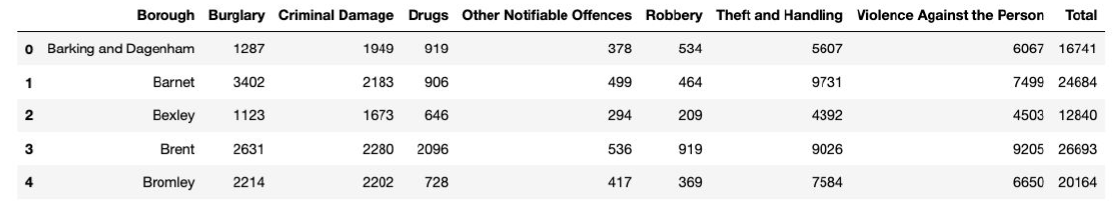 Borough Burglary Criminal Damage Drugs Other Notifiable Offences Robbery Theft and Handling Violence Against the Person Total
0 Barking and Dagenham 1287 1949 919 378 534 5607 6067 16741
1 Barnet 3402 2183 906 499 464 9731 7499 24684
2 Bexley 1123 1673 646 294 209 4392 4503 12840
3 Brent 2631 2280 2096 536 919 9026 9205 26693
4 Bromley 2214 2202 728 417 369 7584 6650 20164